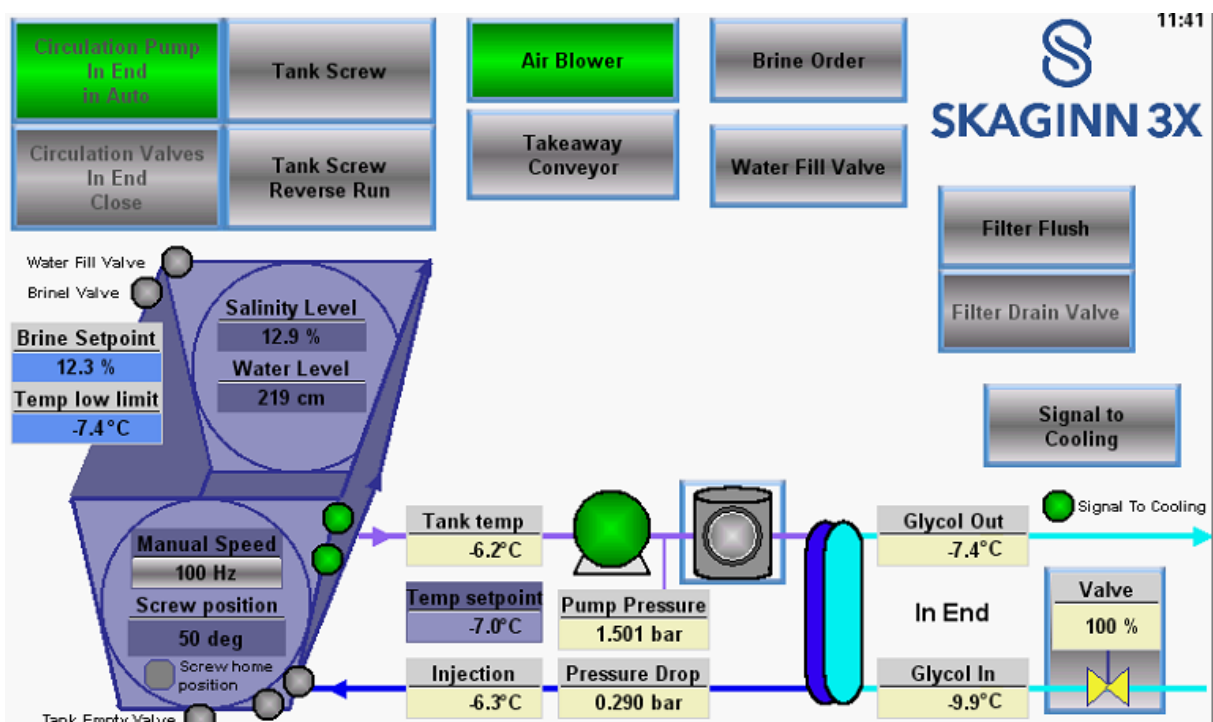 11:41
Circulation Pump
In End
in Auto
Tank Screw
Air Blower
Brine Order
SKAGINN 3X
Circulation Valves
In End
Close
Tank Screw
Reverse Run
Takeaway
Conveyor
Water Fill Valve
Filter Flush
Filter Drain Valve
Water Fill Valve
Brinel Valve
Salinity Level
12.9 %
Brine Setpoint
12.3 %
Water Level
219 cm
Temp low limit
-7.4°C
Signal to
Cooling
Manual Speed
100 Hz
Screw position
50 deg
Screw home
position
Tank Empty Valve
Tank temp
-6.2°C
Temp setpoint
-7.0°C
Pump Pressure
1.501 bar
Injection
-6.3°C
Pressure Drop
0.290 bar
Glycol Out
-7.4°C
Signal To Cooling
In End
Valve
100 %
Glycol In
-9.9°C